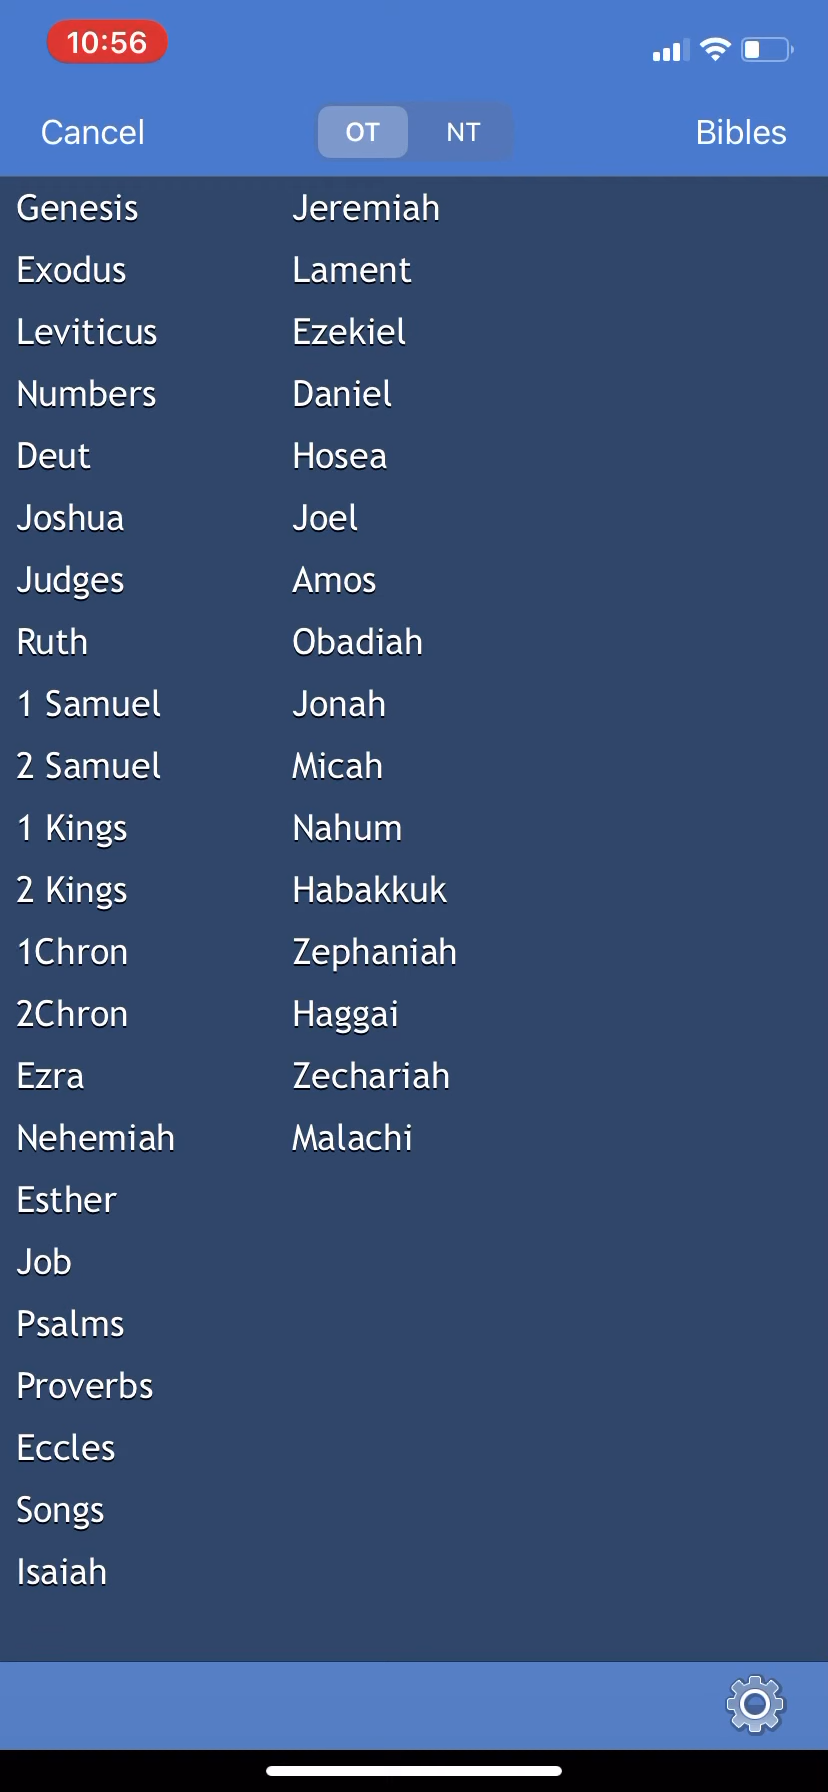 10:56
Cancel OT NT Bibles
Genesis
Exodus
Leviticus
Numbers
Deut
Joshua
Judges
Ruth
1 Samuel
2 Samuel
1 Kings
2 Kings
1Chron
2Chron
Ezra
Nehemiah
Esther
Job
Psalms
Proverbs
Eccles
Songs
Isaiah
Jeremiah
Lament
Ezekiel
Daniel
Hosea
Joel
Amos
Obadiah
Jonah
Micah
Nahum
Habakkuk
Zephaniah
Haggai
Zechariah
Malachi